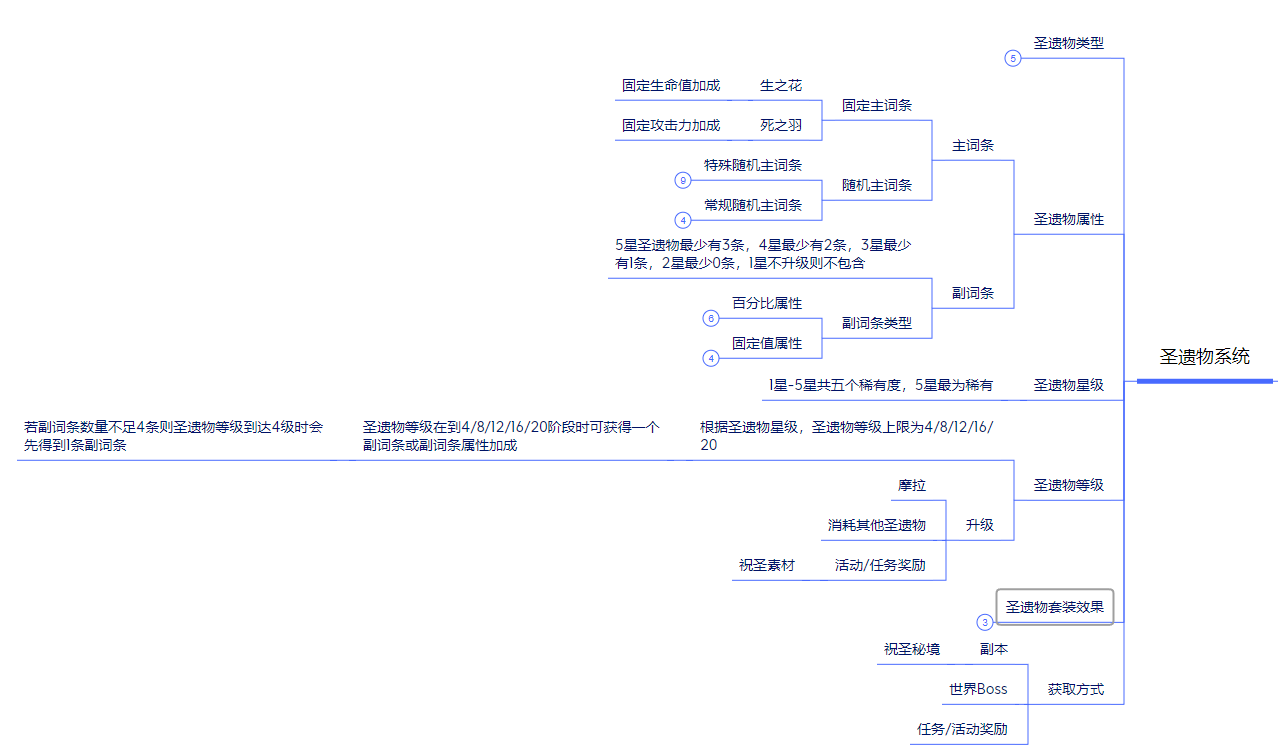 圣遗物系统
圣遗物类型
5
圣遗物属性
主词条
固定主词条
生之花
固定生命值加成
死之羽
固定攻击力加成
随机主词条
特殊随机主词条
9
常规随机主词条
4
副词条
5星圣遗物最少有3条，4星最少有2条，3星最少
有1条，2星最少0条，1星不升级则不包含
副词条类型
百分比属性
6
固定值属性
4
圣遗物星级
1星-5星共五个稀有度，5星最为稀有
圣遗物等级
根据圣遗物星级，圣遗物等级上限为4/8/12/16/
20
圣遗物等级在到4/8/12/16/20阶段时可获得一个
副词条或副词条属性加成
若副词条数量不足4条则圣遗物等级到达4级时会
先得到1条副词条
升级
摩拉
消耗其他圣遗物
活动/任务奖励
祝圣素材
圣遗物套装效果
3
获取方式
副本
祝圣秘境
世界Boss
任务/活动奖励